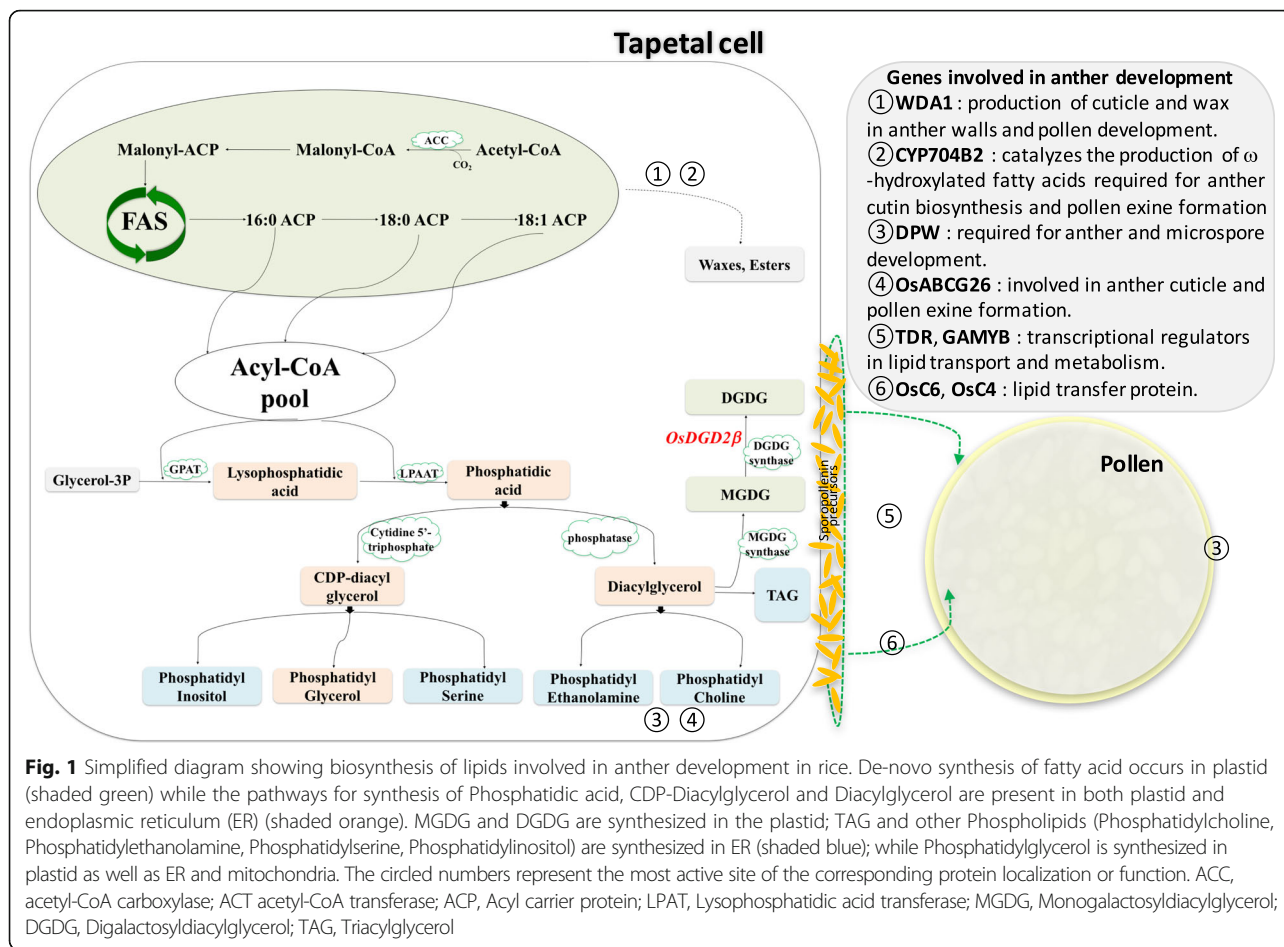 Tapetal cell
Malonyl-ACP
Malonyl-CoA
ACC
CO2
Acetyl-CoA
FAS
16:0 ACP
18:0 ACP
18:1 ACP
① ②
Waxes, Esters
Acyl-CoA
pool
Glycerol-3P
GPAT
Lysophosphatidic
acid
LPAAT
Phosphatidic
acid
DGDG
OsDGD2β
DGDG
synthase
MGDG
MGDG
synthase
Cytidine 5'-
triphosphate
phosphatase
CDP-diacyl
glycerol
Diacylglycerol
TAG
Phosphatidyl
Inositol
Phosphatidyl
Glycerol
Phosphatidyl
Serine
Phosphatidyl
Ethanolamine
Phosphatidyl
Choline
③ ④
Sporopollenin
precursors
⑤
⑥
Pollen
③
Genes involved in anther development
①WDA1 : production of cuticle and wax
in anther walls and pollen development.
②CYP704B2 : catalyzes the production of ω
-hydroxylated fatty acids required for anther
cutin biosynthesis and pollen exine formation
③DPW : required for anther and microspore
development.
④OsABCG26 : involved in anther cuticle and
pollen exine formation.
⑤TDR, GAMYB : transcriptional regulators
in lipid transport and metabolism.
⑥OsC6, OsC4 : lipid transfer protein.
Fig. 1 Simplified diagram showing biosynthesis of lipids involved in anther development in rice. De-novo synthesis of fatty acid occurs in plastid
(shaded green) while the pathways for synthesis of Phosphatidic acid, CDP-Diacylglycerol and Diacylglycerol are present in both plastid and
endoplasmic reticulum (ER) (shaded orange). MGDG and DGDG are synthesized in the plastid; TAG and other Phospholipids (Phosphatidylcholine,
Phosphatidylethanolamine, Phosphatidylserine, Phosphatidylinositol) are synthesized in ER (shaded blue); while Phosphatidylglycerol is synthesized in
plastid as well as ER and mitochondria. The circled numbers represent the most active site of the corresponding protein localization or function. ACC,
acetyl-CoA carboxylase; ACT acetyl-CoA transferase; ACP, Acyl carrier protein; LPAT, Lysophosphatidic acid transferase; MGDG, Monogalactosyldiacylglycerol;
DGDG, Digalactosyldiacylglycerol; TAG, Triacylglycerol